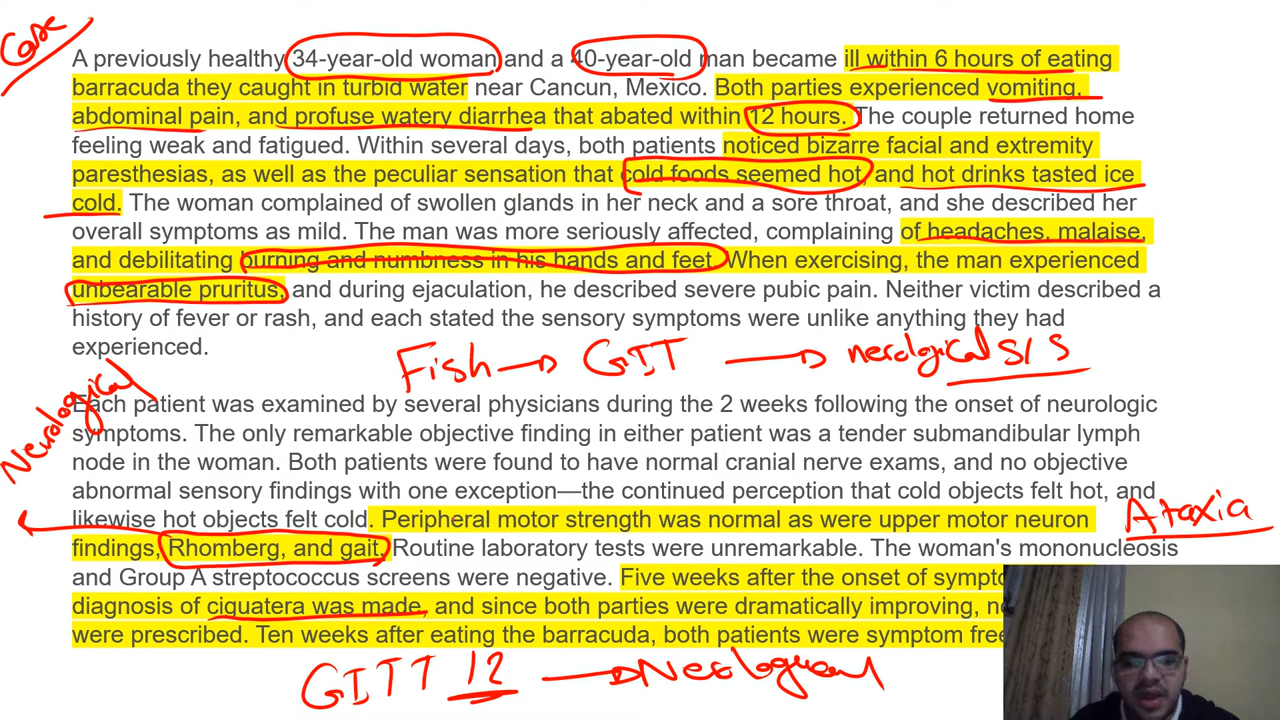 Case
A previously healthy 34-year-old woman and a 40-year-old man became ill within 6 hours of eating
barracuda they caught in turbid water near Cancun, Mexico. Both parties experienced vomiting,
abdominal pain, and profuse watery diarrhea that abated within 12 hours. The couple returned home
feeling weak and fatigued. Within several days, both patients noticed bizarre facial and extremity
paresthesias, as well as the peculiar sensation that cold foods seemed hot, and hot drinks tasted ice
cold. The woman complained of swollen glands in her neck and a sore throat, and she described her
overall symptoms as mild. The man was more seriously affected, complaining of headaches, malaise,
and debilitating burning and numbness in his hands and feet. When exercising, the man experienced
unbearable pruritus, and during ejaculation, he described severe pubic pain. Neither victim described a
history of fever or rash, and each stated the sensory symptoms were unlike anything they had
experienced.
Fish → GIT → nerological S/S
Nerological
Each patient was examined by several physicians during the 2 weeks following the onset of neurologic
symptoms. The only remarkable objective finding in either patient was a tender submandibular lymph
node in the woman. Both patients were found to have normal cranial nerve exams, and no objective
abnormal sensory findings with one exception—the continued perception that cold objects felt hot, and
likewise hot objects felt cold. Peripheral motor strength was normal as were upper motor neuron
Ataxia
findings, Rhomberg, and gait. Routine laboratory tests were unremarkable. The woman's mononucleosis
and Group A streptococcus screens were negative. Five weeks after the onset of
diagnosis of ciguatera was made, and since both parties were dramatically improving,
were prescribed. Ten weeks after eating the barracuda, both patients were symptom
GITT 12 →